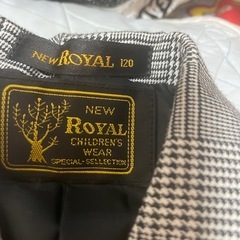 NEW ROYAL 120
NEW
ROYAL
CHILDREN'S
WEAR
SPECIAL-SELLECTION